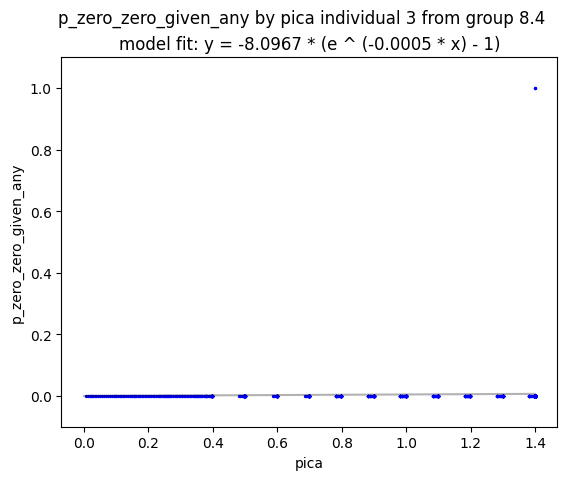 p_zero_zero_given_any by pica individual 3 from group 8.4
model fit: y = -8.0967 * (e ^ (-0.0005 * x) - 1)
p_zero_zero_given_any
1.0
0.8
0.6
0.4
0.2
0.0
0.0 0.2 0.4 0.6 0.8 1.0 1.2 1.4
pica